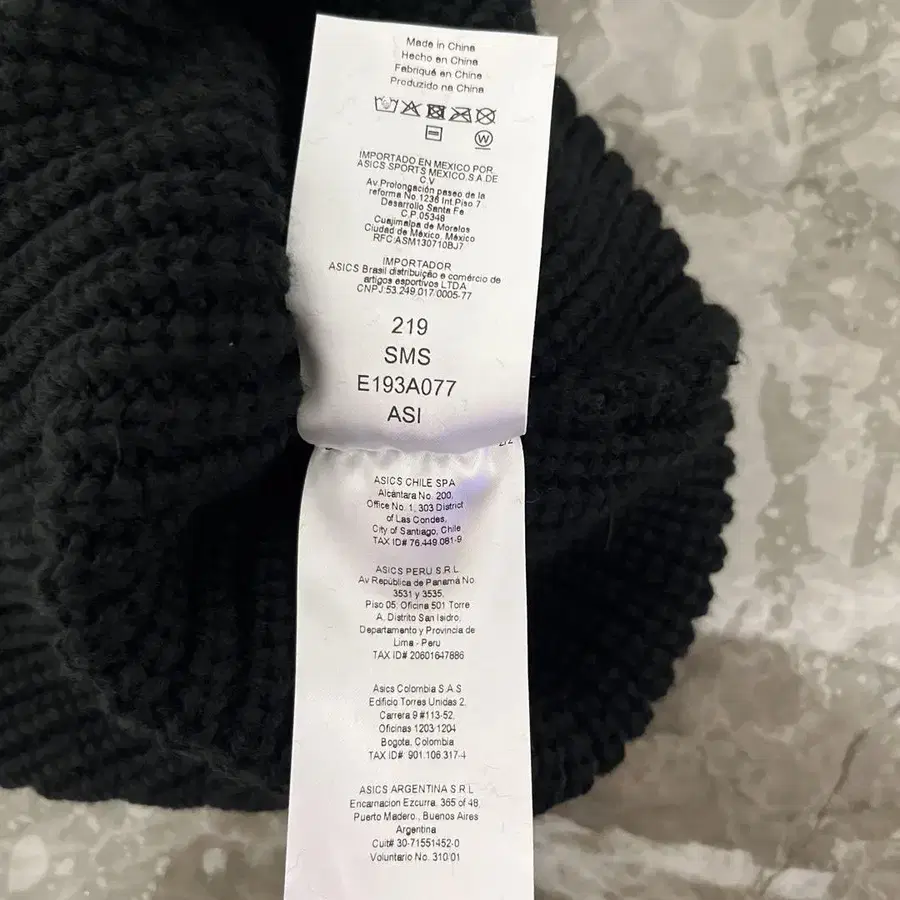 Made in China
Hecho en China
Fabriqué en Chine
Produzido na China
W
IMPORTADO EN MEXICO POR
ASICS SPORTS MEXICO.S.A.DE
C.V
Av.Prolongación paseo de la
reforma No.1236 Int.Piso 7
Desarrollo Santa Fe
C.P.05348
Cuajimalpa de Morelos
Ciudad de México, México
RFC:ASM130710BJ7
IMPORTADOR
ASICS Brasil distribuição e comércio de
artigos esportivos LTDA
CNPJ:53.249.017/0005-77
219
SMS
E193A077
ASI
2/2
ASICS CHILE SPA
Alcántara No. 200,
Office No. 1, 303 District
of Las Condes,
City of Santiago, Chile
TAX ID# 76.449.081-9
ASICS PERU S.R.L
Av República de Panamá No.
3531 y 3535,
Piso 05, Oficina 501 Torre
A, Distrito San Isidro,
Departamento y Provincia de
Lima - Peru
TAX ID# 20601647886
Asics Colombia S.A.S
Edificio Torres Unidas 2,
Carrera 9 #113-52,
Oficinas 1203 1204
Bogota, Colombia
TAX ID#: 901.106.317-4
ASICS ARGENTINA S R L
Encarnacion Ezcurra, 365 of 48,
Puerto Madero., Buenos Aires
Argentina
Cuit# 30-71551452-0
Voluntario No. 310'01